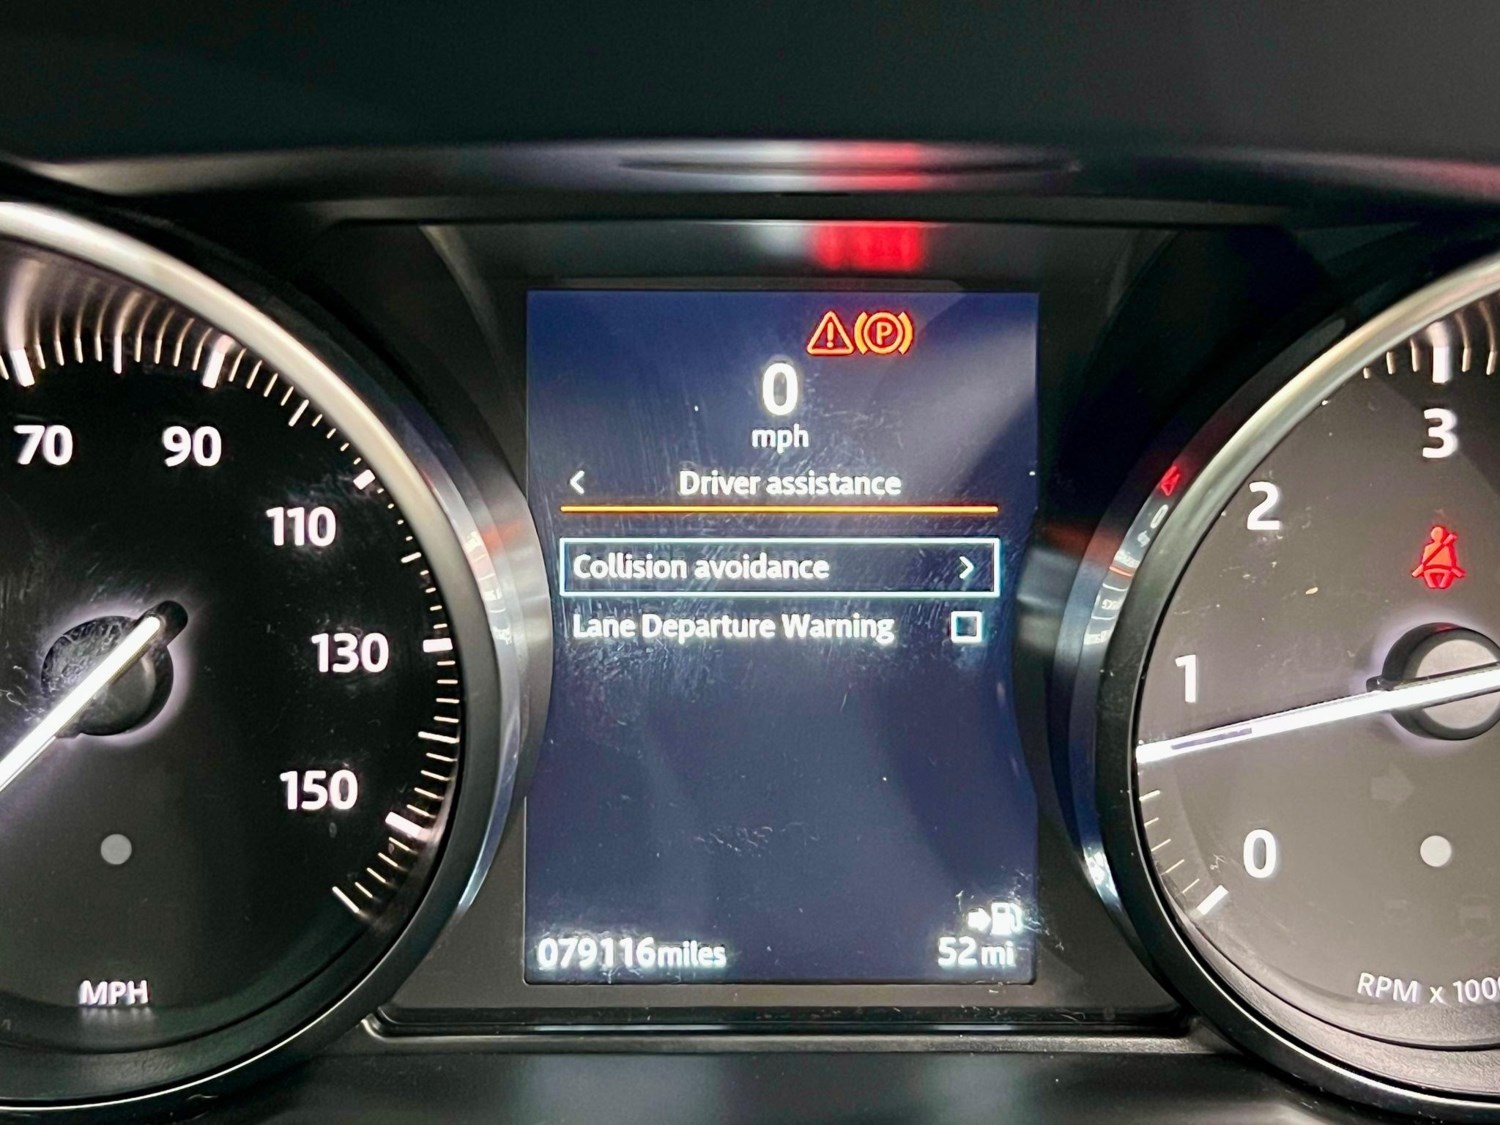 P
0
mph
Driver assistance
Collision avoidance
Lane Departure Warning
079116miles
52mi
70
90
110
130
150
MPH
3
2
1
0
RPM x 100